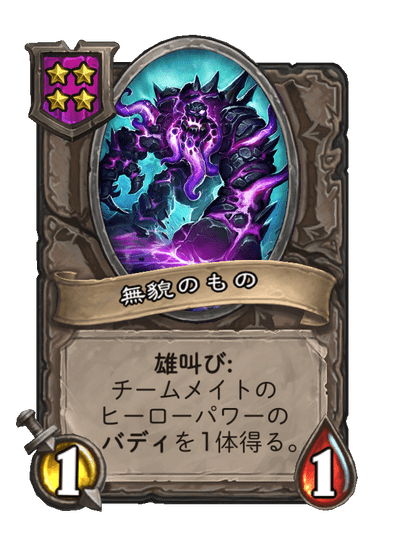 無貌のもの
雄叫び:
チームメイトの
ヒーローパワーの
バディを1体得る。
1
1